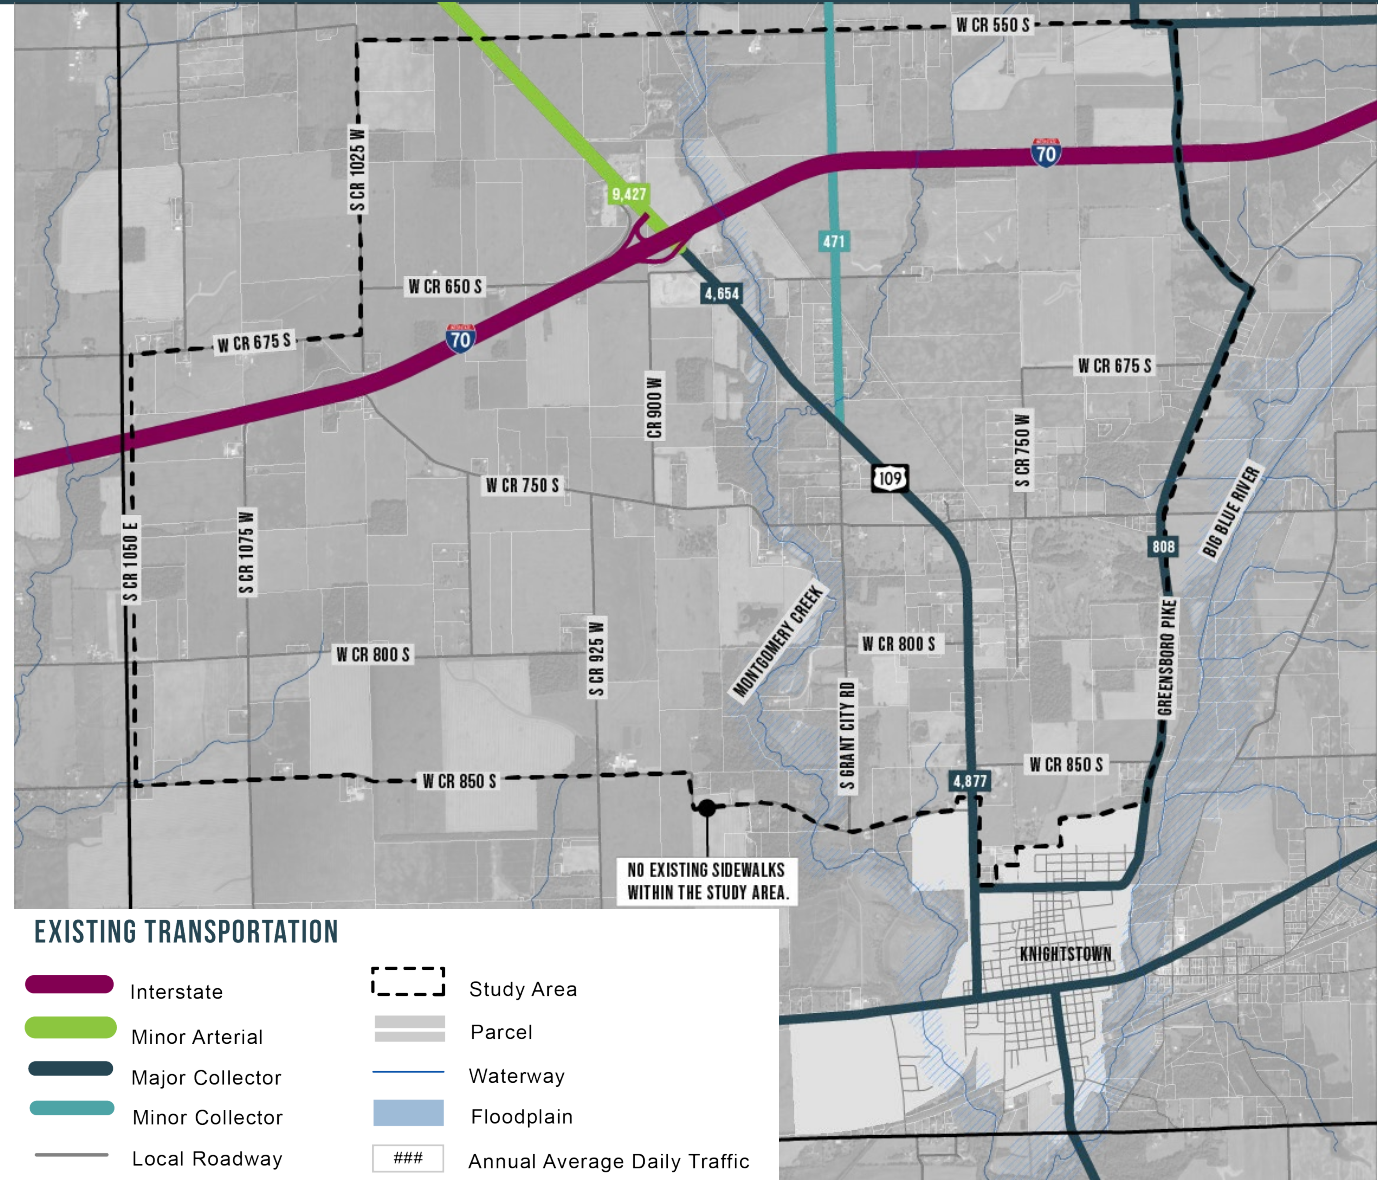 W CR 550 S
S CR 1025 W
70
9,427
471
W CR 650 S
4,654
W CR 675 S
70
W CR 675 S
CR 900 W
S CR 750 W
109
W CR 750 S
BIG BLUE RIVER
S CR 1050 E
S CR 1075 W
808
MONTGOMERY CREEK
GREENSBORO PIKE
W CR 800 S
S CR 925 W
W CR 800 S
S GRANT CITY RD
W CR 850 S
W CR 850 S
4,877
NO EXISTING SIDEWALKS
WITHIN THE STUDY AREA.
KNIGHTSTOWN
EXISTING TRANSPORTATION
Interstate
Minor Arterial
Major Collector
Minor Collector
Local Roadway
Study Area
Parcel
Waterway
Floodplain
###
Annual Average Daily Traffic